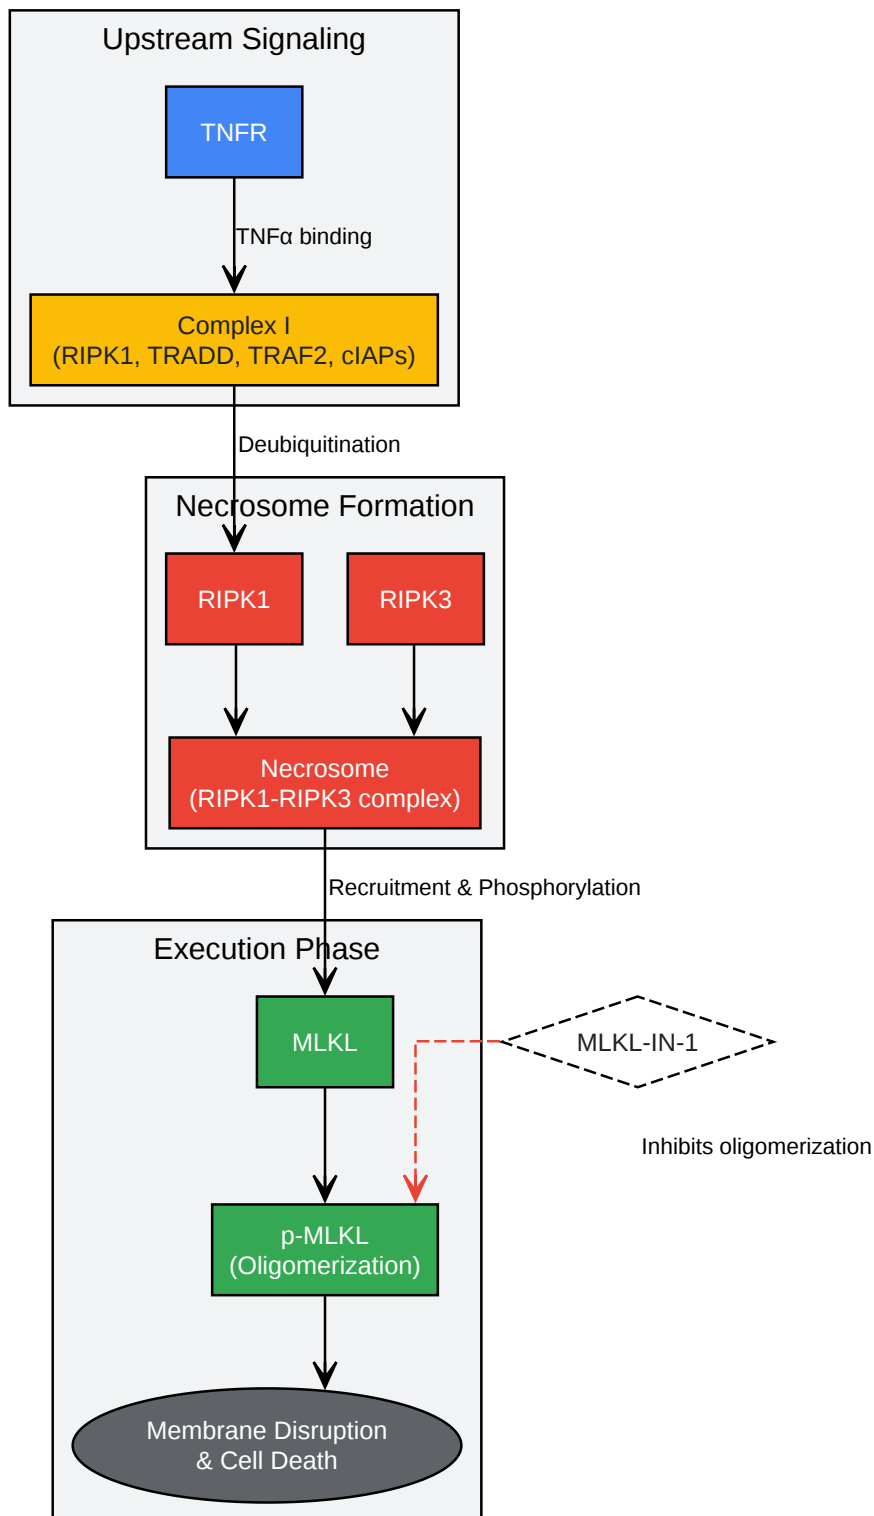 Upstream Signaling
TNFR
TNFα binding
Complex I
(RIPK1, TRADD, TRAF2, cIAPs)
Deubiquitination
Necrosome Formation
RIPK1
RIPK3
Necrosome
(RIPK1-RIPK3 complex)
Recruitment & Phosphorylation
Execution Phase
MLKL
MLKL-IN-1
Inhibits oligomerization
p-MLKL
(Oligomerization)
Membrane Disruption
& Cell Death